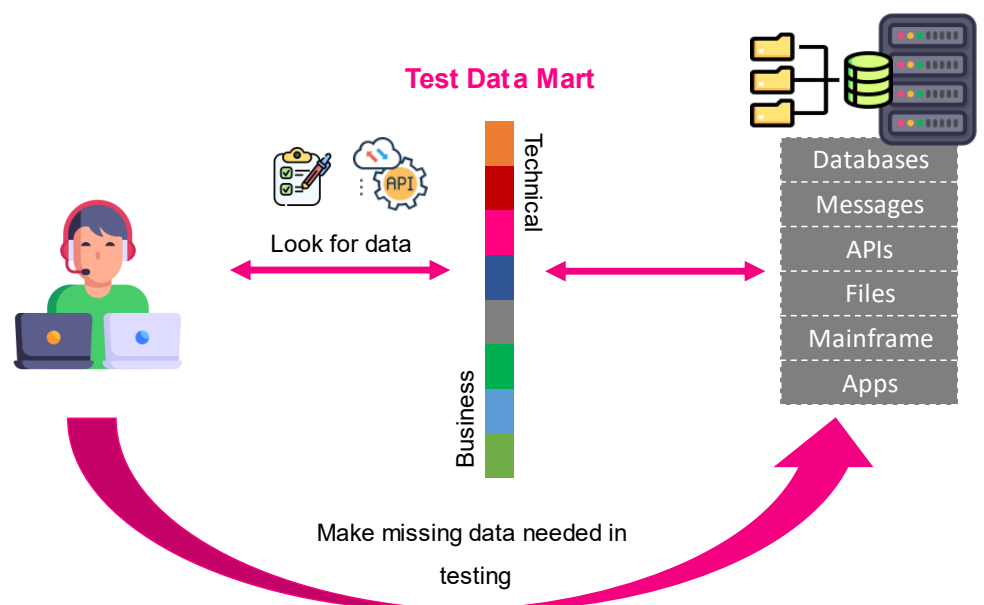 Test Data Mart
Technical
Business
API
Look for data
Databases
Messages
APIs
Files
Mainframe
Apps
Make missing data needed in
testing